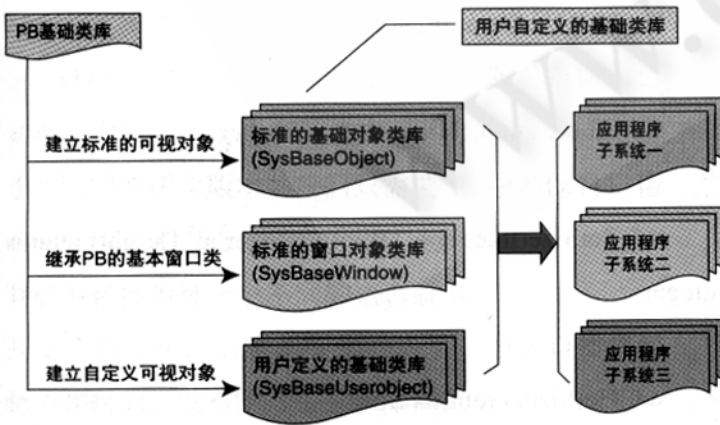 PB基础类库
用户自定义的基础类库
建立标准的可视对象
标准的基础对象类库
(SysBaseObject)
应用程序
子系统一
继承PB的基本窗口类
标准的窗口对象类库
(SysBaseWindow)
应用程序
子系统二
建立自定义可视对象
用户定义的基础类库
(SysBaseUserobject)
应用程序
子系统三
www.